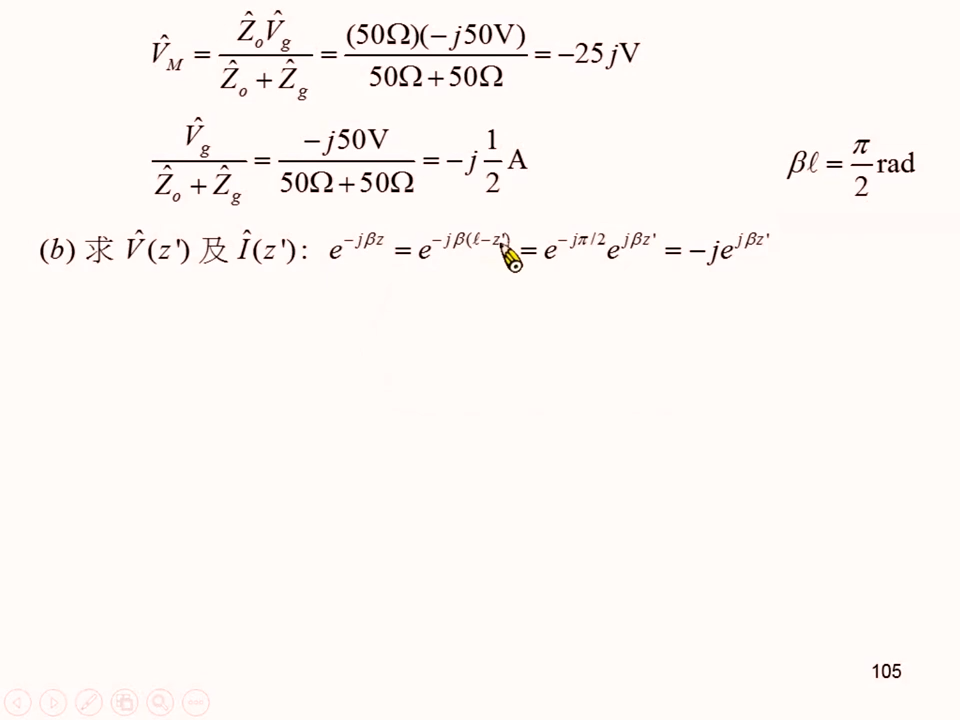 V̂_M = Ẑ_o V̂_g / (Ẑ_o + Ẑ_g) = (50Ω)(−j50V) / (50Ω + 50Ω) = −25jV
V̂_g / (Ẑ_o + Ẑ_g) = −j50V / (50Ω + 50Ω) = −j 1/2 A
βℓ = π/2 rad
(b) 求 V̂(z') 及 Î(z') : e^{−jβz} = e^{−jβ(ℓ−z')} = e^{−jπ/2} e^{jβz'} = −je^{jβz'}
105